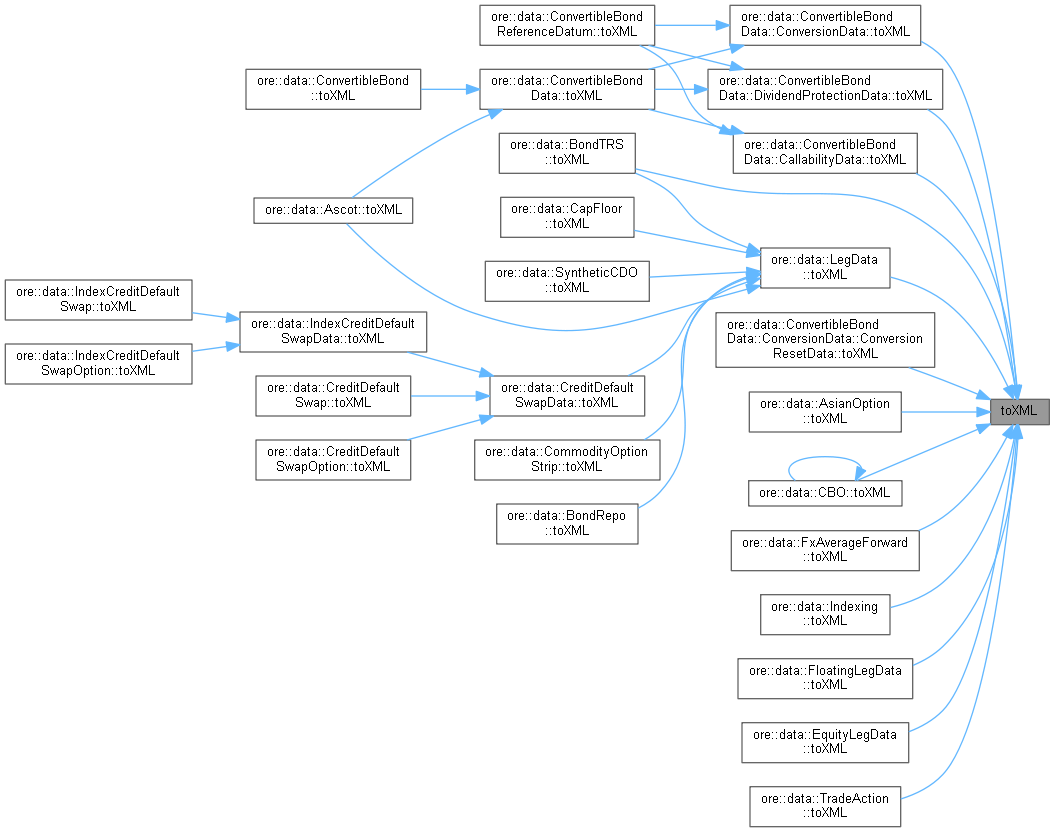 ore::data::ConvertibleBond
ReferenceDatum::toXML
ore::data::ConvertibleBond
Data::ConversionData::toXML
ore::data::ConvertibleBond
::toXML
ore::data::ConvertibleBond
Data::toXML
ore::data::ConvertibleBond
Data::DividendProtectionData::toXML
ore::data::BondTRS
::toXML
ore::data::ConvertibleBond
Data::CallabilityData::toXML
ore::data::Ascot::toXML
ore::data::CapFloor
::toXML
ore::data::SyntheticCDO
::toXML
ore::data::LegData
::toXML
ore::data::IndexCreditDefault
Swap::toXML
ore::data::IndexCreditDefault
SwapData::toXML
ore::data::ConvertibleBond
Data::ConversionData::Conversion
ResetData::toXML
ore::data::IndexCreditDefault
SwapOption::toXML
ore::data::CreditDefault
Swap::toXML
ore::data::CreditDefault
SwapData::toXML
ore::data::AsianOption
::toXML
toXML
ore::data::CreditDefault
SwapOption::toXML
ore::data::CommodityOption
Strip::toXML
ore::data::CBO::toXML
ore::data::BondRepo
::toXML
ore::data::FxAverageForward
::toXML
ore::data::Indexing
::toXML
ore::data::FloatingLegData
::toXML
ore::data::EquityLegData
::toXML
ore::data::TradeAction
::toXML